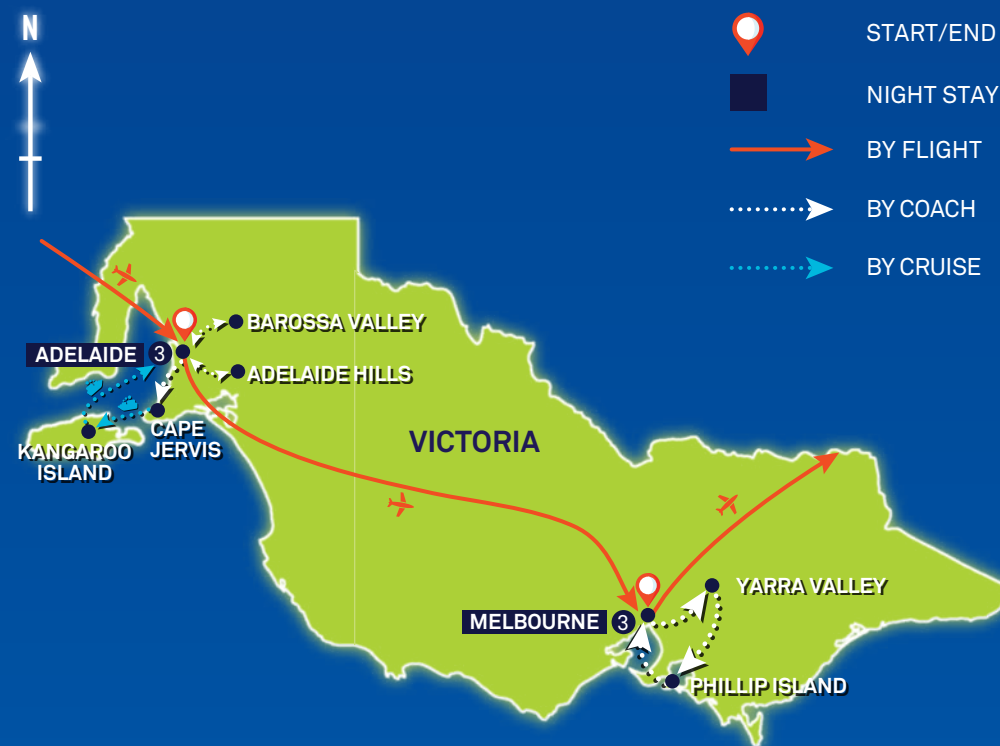 N
START/END
NIGHT STAY
BY FLIGHT
BY COACH
BY CRUISE
BAROSSA VALLEY
ADELAIDE 3
ADELAIDE HILLS
CAPE
JERVIS
KANGAROO
ISLAND
VICTORIA
YARRA VALLEY
MELBOURNE 3
PHILLIP ISLAND